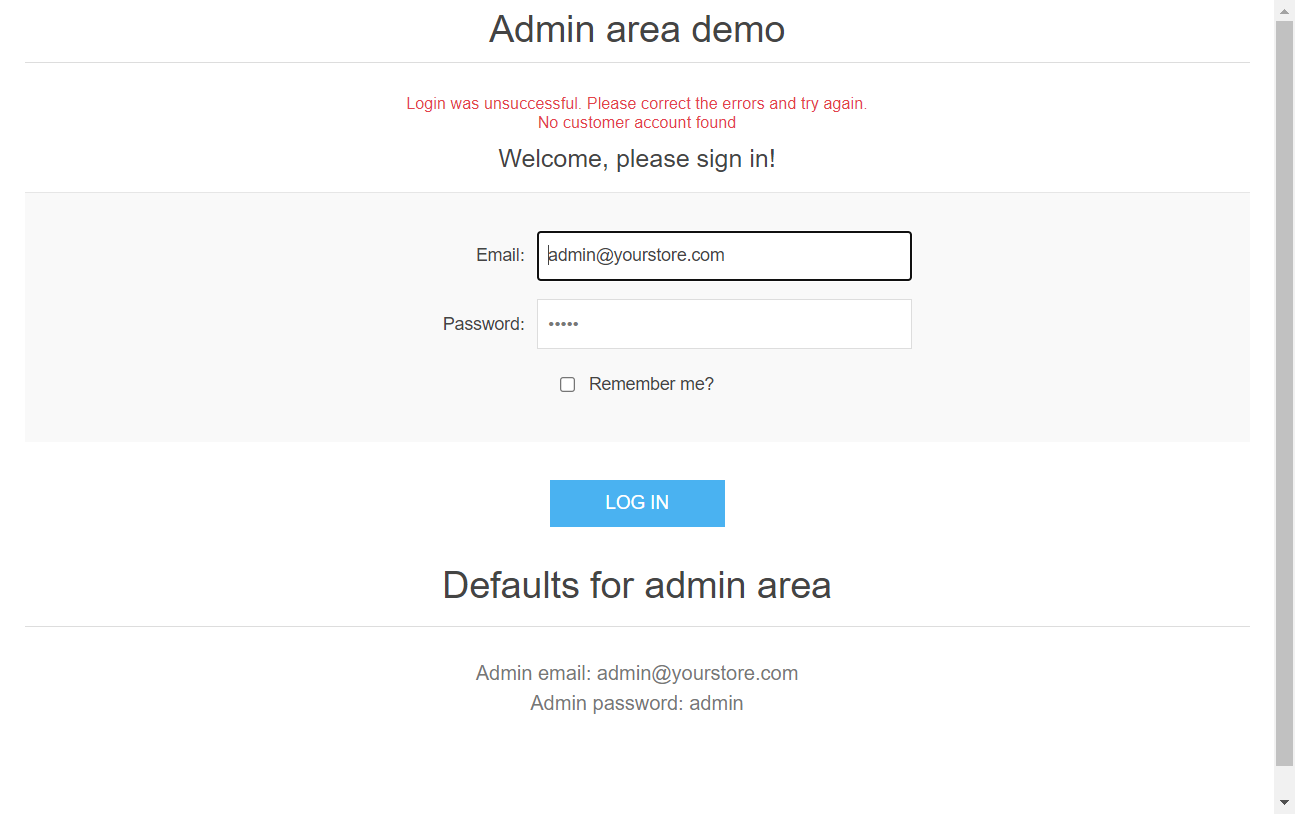 Admin area demo
Login was unsuccessful. Please correct the errors and try again.
No customer account found
Welcome, please sign in!
Email: admin@yourstore.com
Password: •••••
Remember me?
LOG IN
Defaults for admin area
Admin email: admin@yourstore.com
Admin password: admin